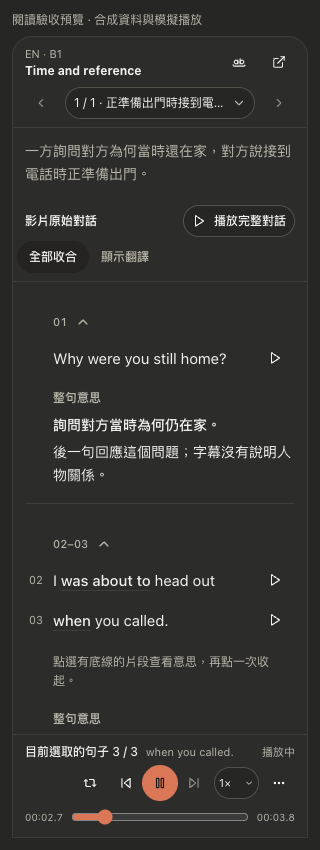 閱讀驗收預覽 · 合成資料與模擬播放
EN · B1
Time and reference
1 / 1 · 正準備出門時接到電...
一方詢問對方為何當時還在家，對方說接到
電話時正準備出門。
影片原始對話
播放完整對話
全部收合
顯示翻譯
01
Why were you still home?
整句意思
詢問對方當時為何仍在家。
後一句回應這個問題；字幕沒有說明人
物關係。
02–03
02 I was about to head out
03 when you called.
點選有底線的片段查看意思，再點一次收
起。
整句意思
目前選取的句子 3 / 3 when you called. 播放中
1×
00:02.7 00:03.8